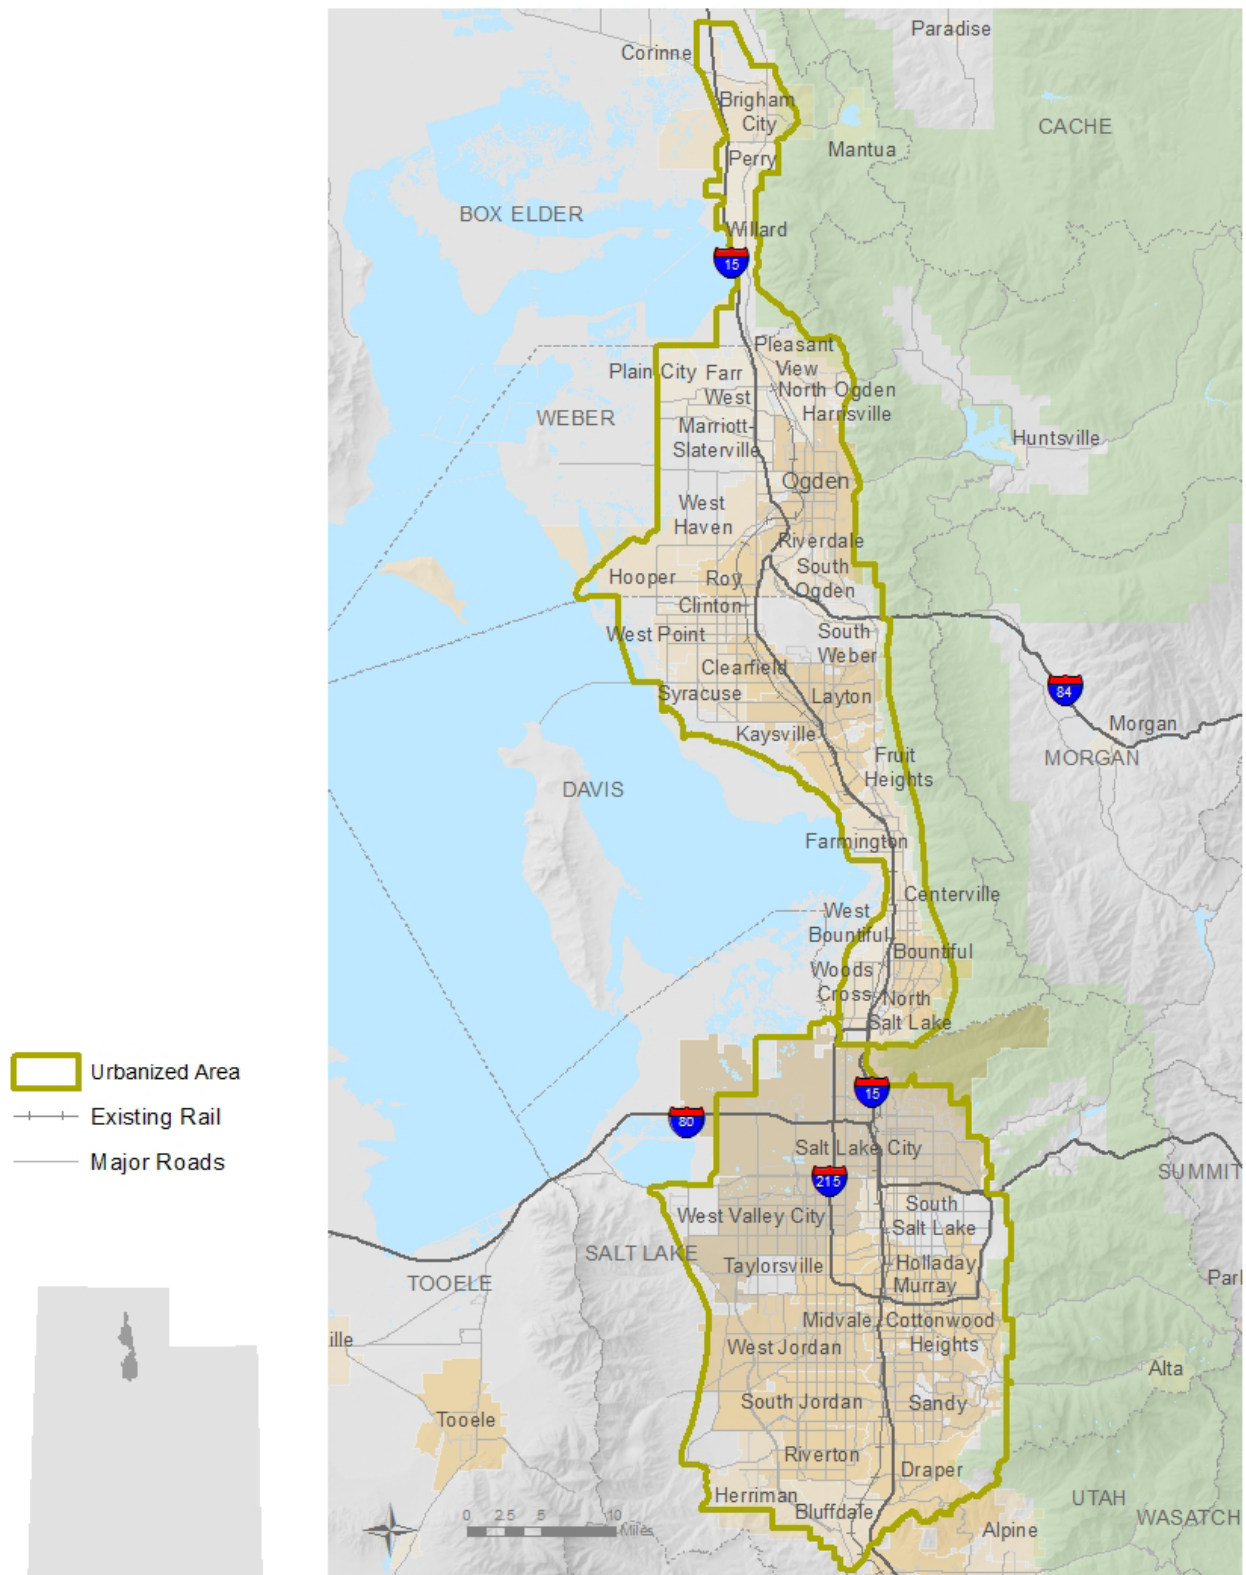 Paradise
Corinne
Brigham
City
CACHE
Mantua
Perry
BOX ELDER
Willard
15
Pleasant
View
Plain City
Farr
West
North Ogden
Harrisville
WEBER
Marriott-
Slaterville
Huntsville
Ogden
West
Haven
Riverdale
South
Ogden
Hooper
Roy
Clinton
West Point
South
Weber
Clearfield
Syracuse
Layton
84
Morgan
Kaysville
MORGAN
Fruit
Heights
DAVIS
Farmington
Centerville
West
Bountiful
Bountiful
Woods
Cross
North
Salt Lake
Urbanized Area
Existing Rail
Major Roads
15
80
Salt Lake City
SUMMIT
215
South
Salt Lake
West Valley City
SALT LAKE
Taylorsville
Holladay
Murray
TOOELE
Parl
Midvale
Cottonwood
Heights
ille
West Jordan
Alta
South Jordan
Sandy
Tooele
Riverton
Draper
Herriman
UTAH
WASATCH
Bluffdale
Alpine
0 2.5 5 10
Miles